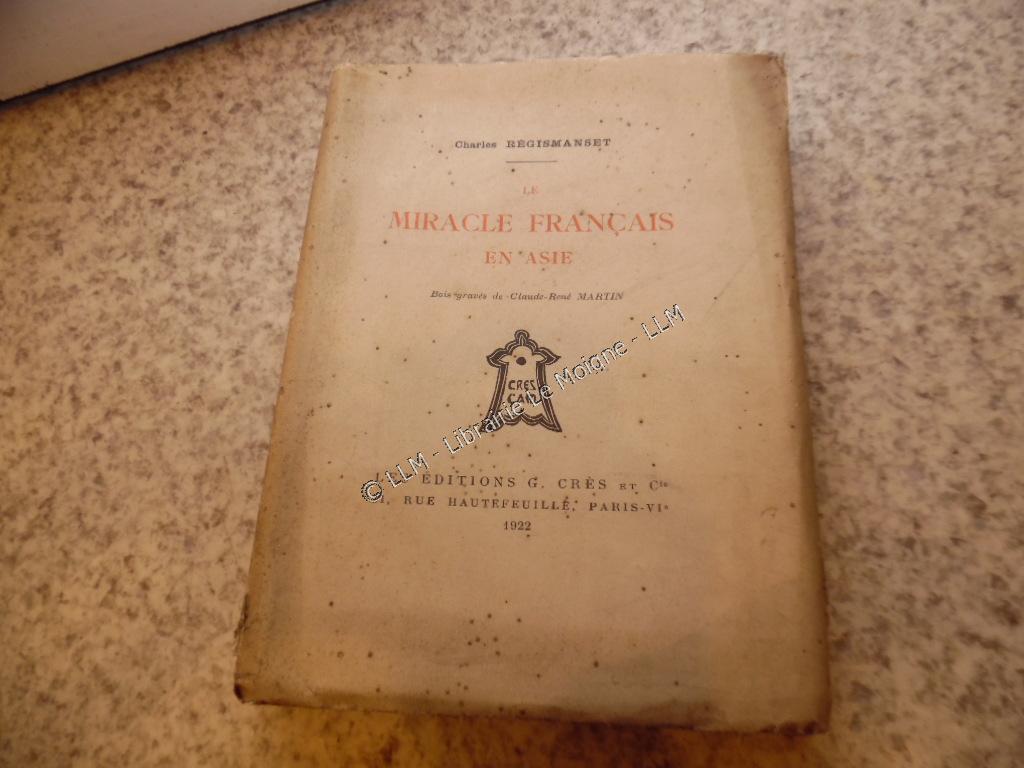 Charles RÉGISMANSET
LE
MIRACLE FRANÇAIS
EN ASIE
Bois gravés de Claude-René MARTIN
CRES
© LLM - Librairie Le Moigne - LLM
ÉDITIONS G. CRÈS ET Cie
RUE HAUTEFEUILLE, PARIS-VIe
1922